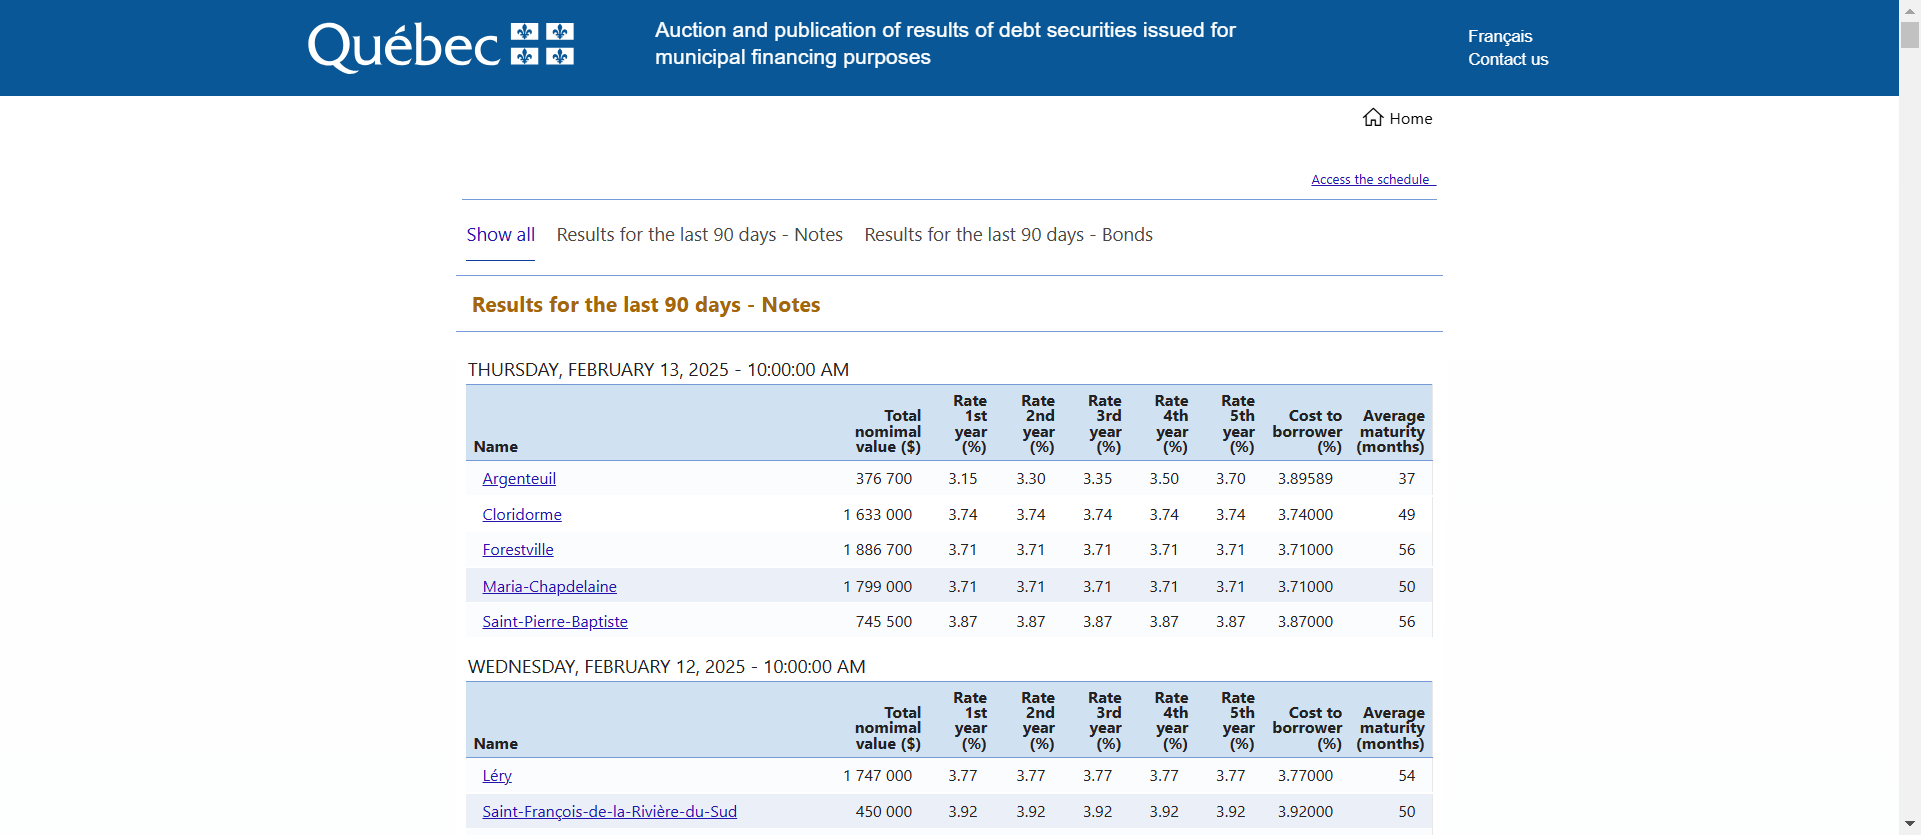 Québec
Auction and publication of results of debt securities issued for
municipal financing purposes
Français
Contact us
Home
Access the schedule
Show all Results for the last 90 days - Notes Results for the last 90 days - Bonds
Results for the last 90 days - Notes
THURSDAY, FEBRUARY 13, 2025 - 10:00:00 AM
Name Total nomimal value ($) Rate 1st year (%) Rate 2nd year (%) Rate 3rd year (%) Rate 4th year (%) Rate 5th year (%) Cost to borrower (%) Average maturity (months)
Argenteuil 376 700 3.15 3.30 3.35 3.50 3.70 3.89589 37
Cloridorme 1 633 000 3.74 3.74 3.74 3.74 3.74 3.74000 49
Forestville 1 886 700 3.71 3.71 3.71 3.71 3.71 3.71000 56
Maria-Chapdelaine 1 799 000 3.71 3.71 3.71 3.71 3.71 3.71000 50
Saint-Pierre-Baptiste 745 500 3.87 3.87 3.87 3.87 3.87 3.87000 56
WEDNESDAY, FEBRUARY 12, 2025 - 10:00:00 AM
Name Total nomimal value ($) Rate 1st year (%) Rate 2nd year (%) Rate 3rd year (%) Rate 4th year (%) Rate 5th year (%) Cost to borrower (%) Average maturity (months)
Léry 1 747 000 3.77 3.77 3.77 3.77 3.77 3.77000 54
Saint-François-de-la-Rivière-du-Sud 450 000 3.92 3.92 3.92 3.92 3.92 3.92000 50